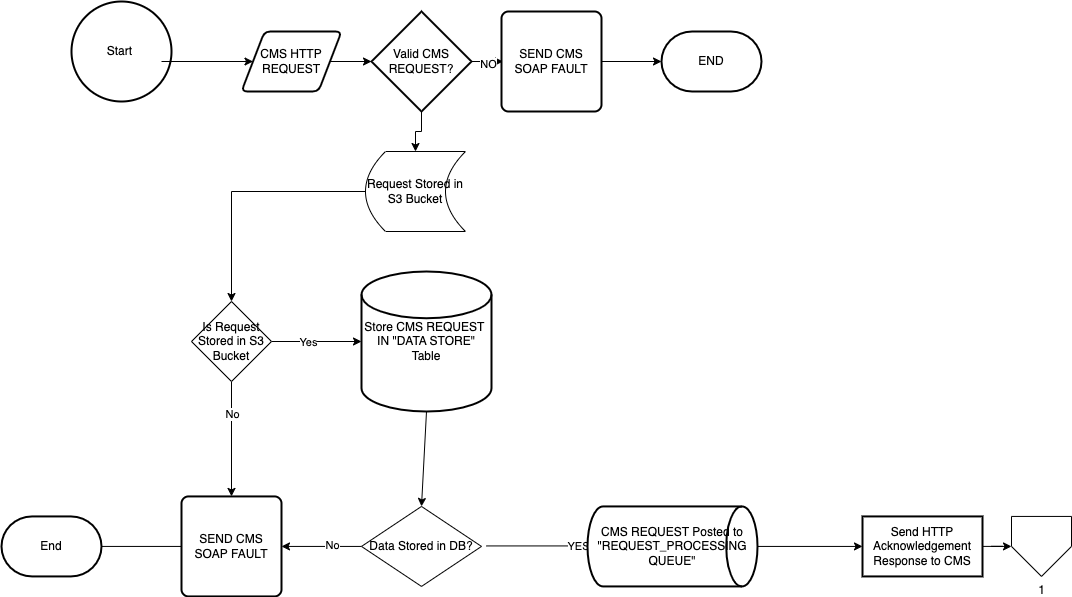 Start
CMS HTTP
REQUEST
Valid CMS
REQUEST?
NO
SEND CMS
SOAP FAULT
END
Request Stored in
S3 Bucket
Is Request
Stored in S3
Bucket
Yes
Store CMS REQUEST
IN "DATA STORE"
Table
No
End
SEND CMS
SOAP FAULT
No
Data Stored in DB?
YES
CMS REQUEST Posted to
"REQUEST_PROCESSING
QUEUE"
Send HTTP
Acknowledgement
Response to CMS
1